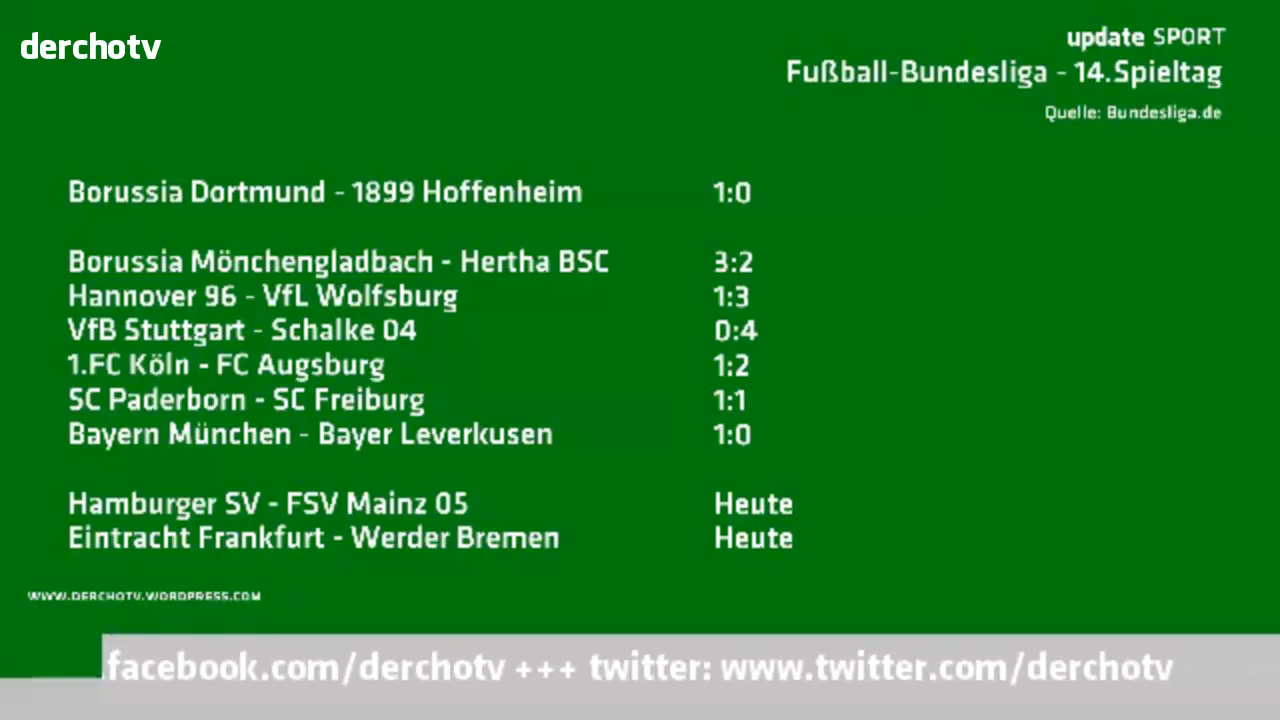 derchotv
update SPORT
Fußball-Bundesliga - 14.Spieltag
Quelle: Bundesliga.de
Borussia Dortmund - 1899 Hoffenheim 1:0
Borussia Mönchengladbach - Hertha BSC 3:2
Hannover 96 - VfL Wolfsburg 1:3
VfB Stuttgart - Schalke 04 0:4
1.FC Köln - FC Augsburg 1:2
SC Paderborn - SC Freiburg 1:1
Bayern München - Bayer Leverkusen 1:0
Hamburger SV - FSV Mainz 05 Heute
Eintracht Frankfurt - Werder Bremen Heute
WWW.DERCHOTV.WORDPRESS.COM
.facebook.com/derchotv +++ twitter: www.twitter.com/derchotv